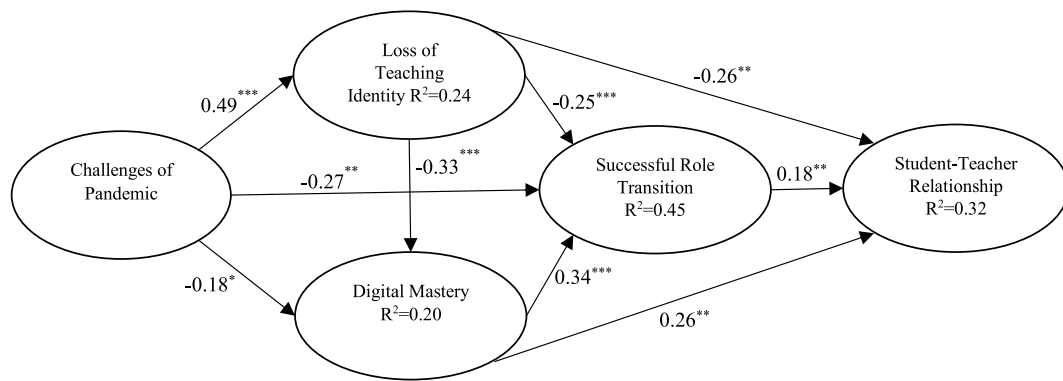 Loss of
Teaching
Identity R²=0.24
-0.26**
0.49***
-0.25***
Challenges of
Pandemic
-0.33***
-0.27**
Successful Role
Transition
R²=0.45
0.18**
Student-Teacher
Relationship
R²=0.32
-0.18*
Digital Mastery
R²=0.20
0.34***
0.26**